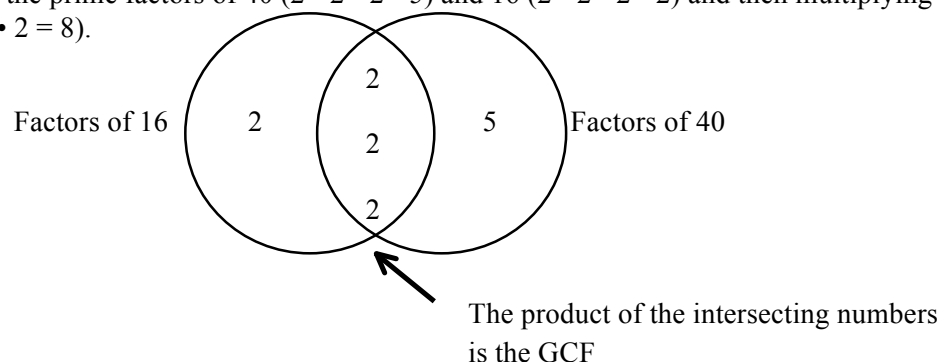 the prime factors of 40 (2 • 2 • 2 • 5) and 16 (2 • 2 • 2 • 2) and then multiplying
• 2 = 8).
2
Factors of 16 2 5 Factors of 40
2
2
The product of the intersecting numbers
is the GCF